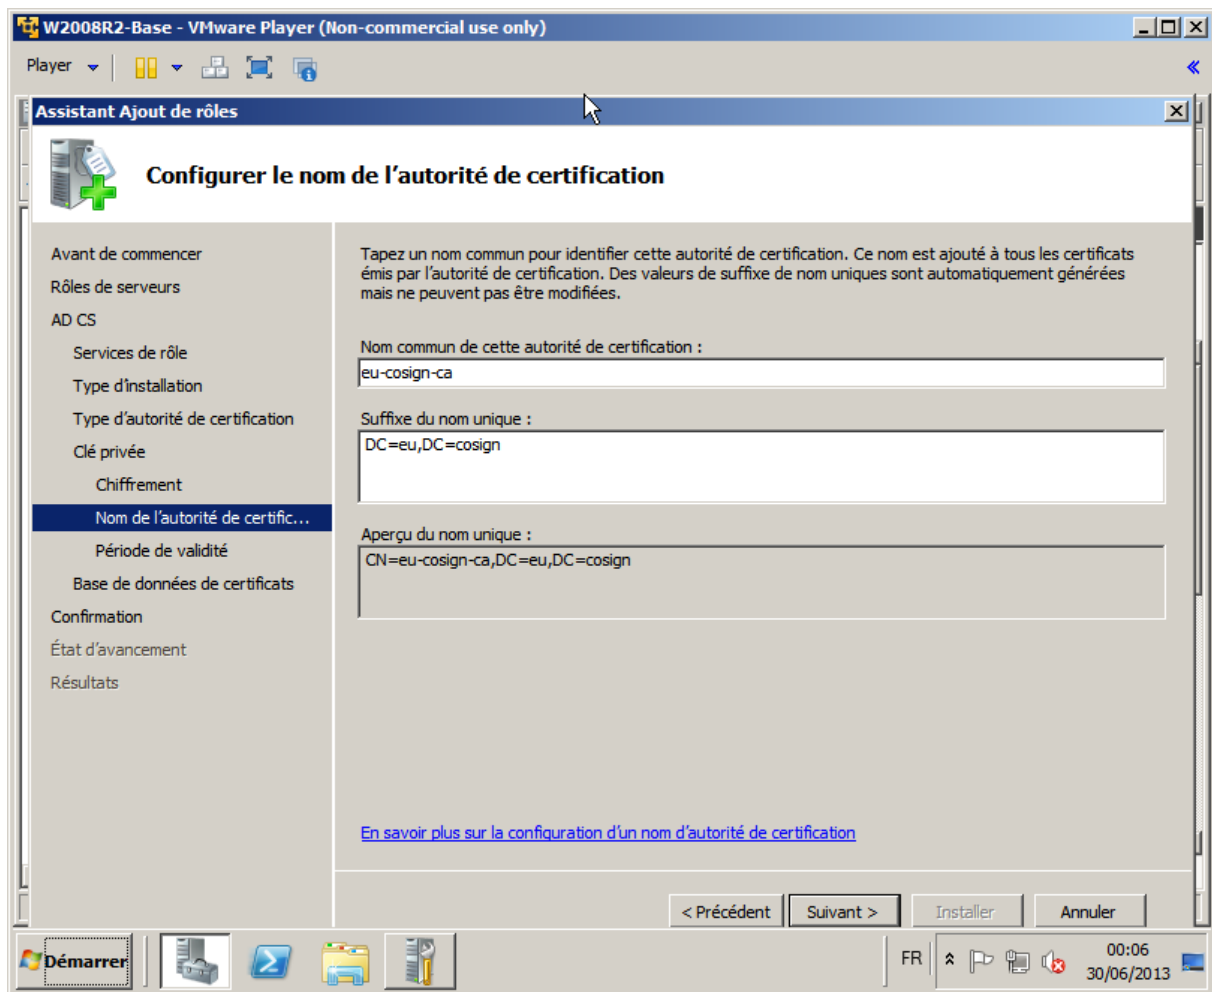 W2008R2-Base - VMware Player (Non-commercial use only)
Player
Assistant Ajout de rôles
Configurer le nom de l'autorité de certification
Avant de commencer
Rôles de serveurs
AD CS
Services de rôle
Type d'installation
Type d'autorité de certification
Clé privée
Chiffrement
Nom de l'autorité de certific...
Période de validité
Base de données de certificats
Confirmation
État d'avancement
Résultats
Tapez un nom commun pour identifier cette autorité de certification. Ce nom est ajouté à tous les certificats
émis par l'autorité de certification. Des valeurs de suffixe de nom uniques sont automatiquement générées
mais ne peuvent pas être modifiées.
Nom commun de cette autorité de certification :
eu-cosign-ca
Suffixe du nom unique :
DC=eu,DC=cosign
Aperçu du nom unique :
CN=eu-cosign-ca,DC=eu,DC=cosign
En savoir plus sur la configuration d'un nom d'autorité de certification
< Précédent
Suivant >
Installer
Annuler
Démarrer
FR
00:06
30/06/2013